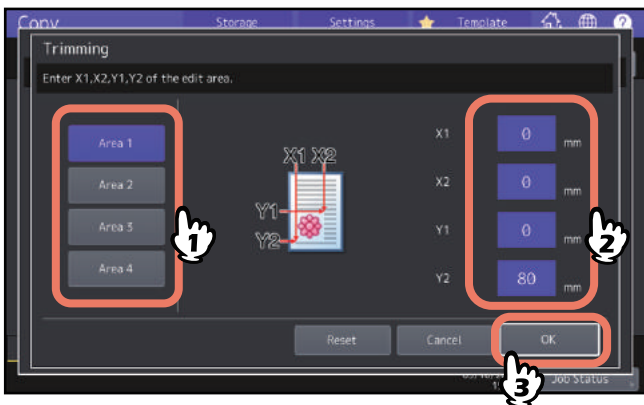 Copy Storage Settings Template
Trimming
Enter X1,X2,Y1,Y2 of the edit area.
Area 1
Area 2
Area 3
Area 4
X1 X2
Y1
Y2
X1 0 mm
X2 0 mm
Y1 0 mm
Y2 80 mm
1
2
Reset Cancel OK
3
Job Status